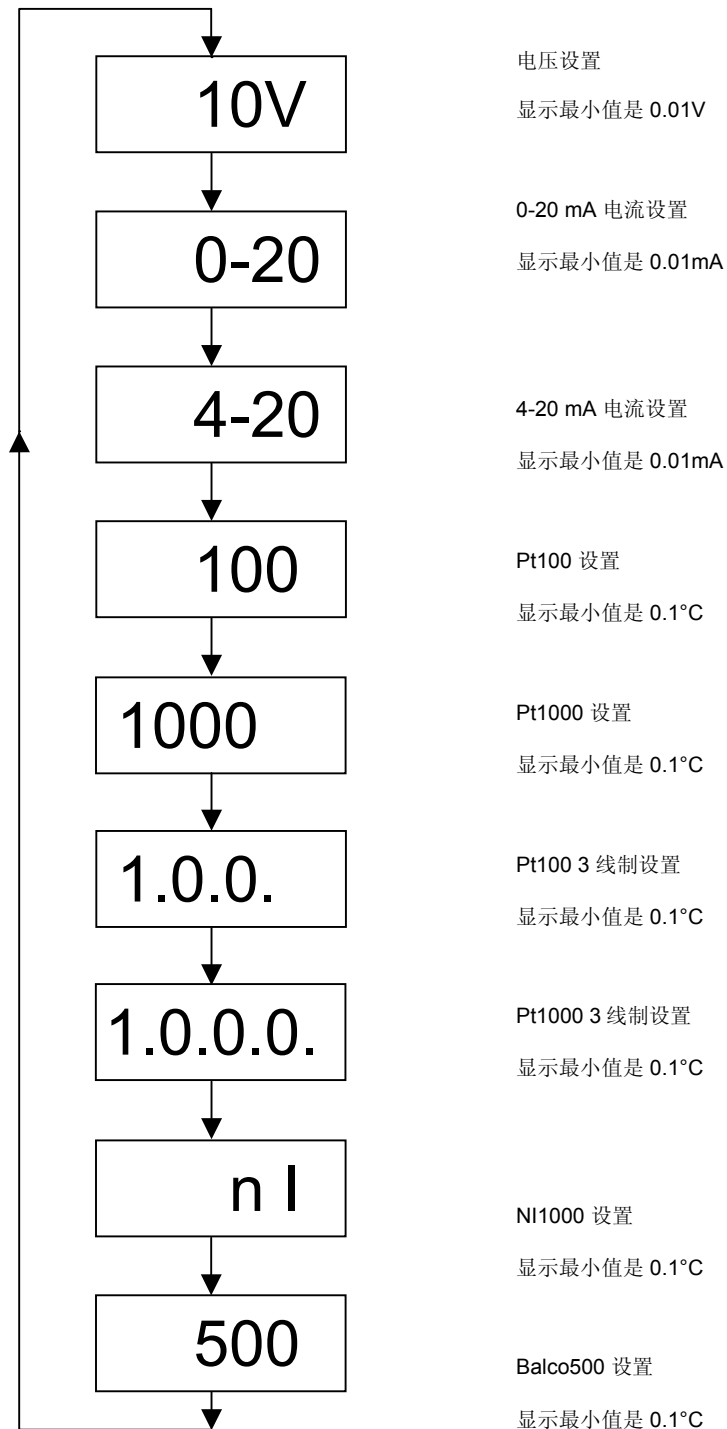 10V
电压设置
显示最小值是 0.01V
0-20
0-20 mA 电流设置
显示最小值是 0.01mA
4-20
4-20 mA 电流设置
显示最小值是 0.01mA
100
Pt100 设置
显示最小值是 0.1°C
1000
Pt1000 设置
显示最小值是 0.1°C
1.0.0.
Pt100 3 线制设置
显示最小值是 0.1°C
1.0.0.0.
Pt1000 3 线制设置
显示最小值是 0.1°C
n I
NI1000 设置
显示最小值是 0.1°C
500
Balco500 设置
显示最小值是 0.1°C